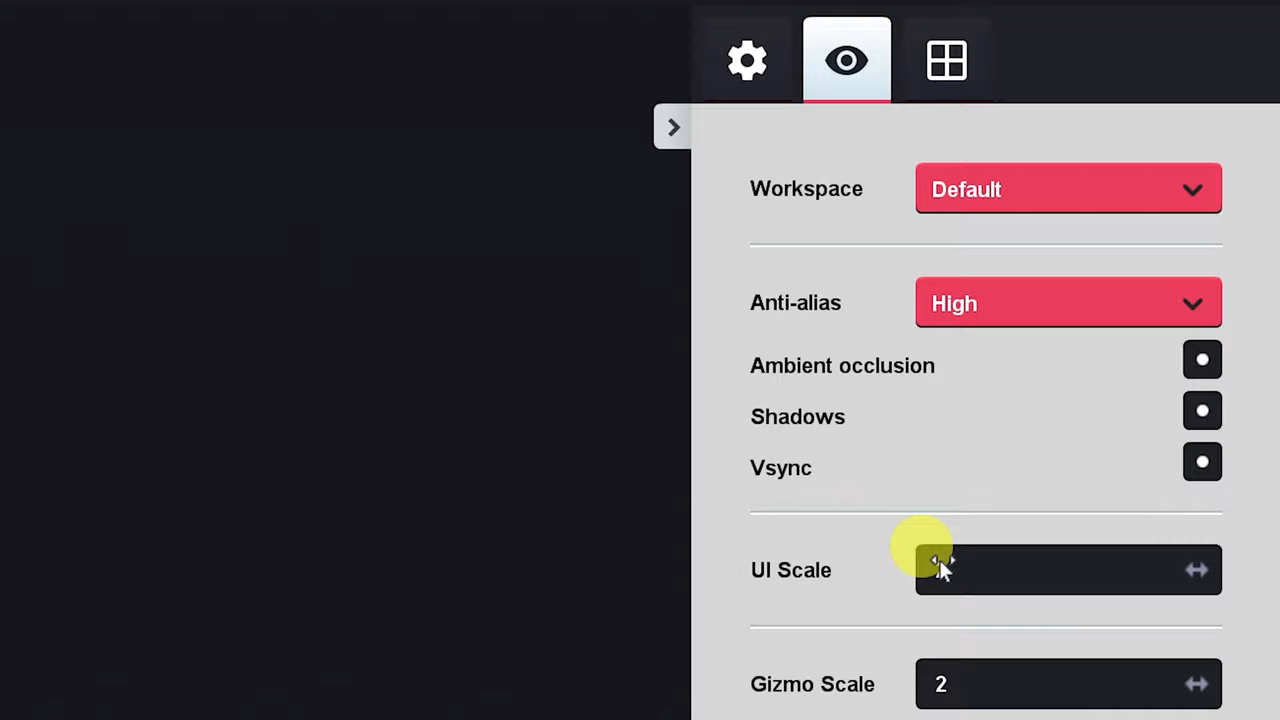 Workspace
Default
Anti-alias
High
Ambient occlusion
Shadows
Vsync
UI Scale
Gizmo Scale
2